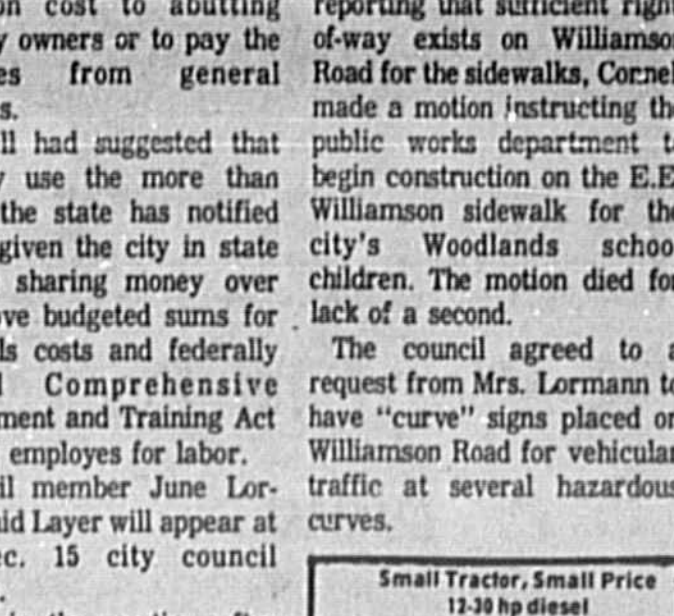 on cost to abutting
y owners or to pay the
es from general
s.
ll had suggested that
y use the more than
the state has notified
given the city in state
sharing money over
ve budgeted sums for
ls costs and federally
Comprehensive
ment and Training Act
employes for labor.
il member June Lor-
id Layer will appear at
ec. 15 city council
reporting that sufficient right
of-way exists on Williamso
Road for the sidewalks, Cornel
made a motion instructing th
public works department t
begin construction on the E.E
Williamson sidewalk for the
city's Woodlands schoo
children. The motion died for
lack of a second.
The council agreed to a
request from Mrs. Lormann to
have "curve" signs placed on
Williamson Road for vehicular
traffic at several hazardous
curves.
Small Tractor, Small Price
12-30 hp diesel